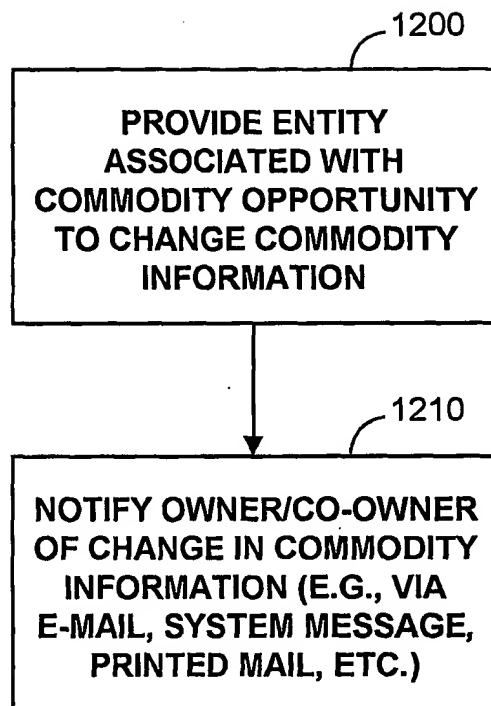 1200
PROVIDE ENTITY
ASSOCIATED WITH
COMMODITY OPPORTUNITY
TO CHANGE COMMODITY
INFORMATION
1210
NOTIFY OWNER/CO-OWNER
OF CHANGE IN COMMODITY
INFORMATION (E.G., VIA
E-MAIL, SYSTEM MESSAGE,
PRINTED MAIL, ETC.)